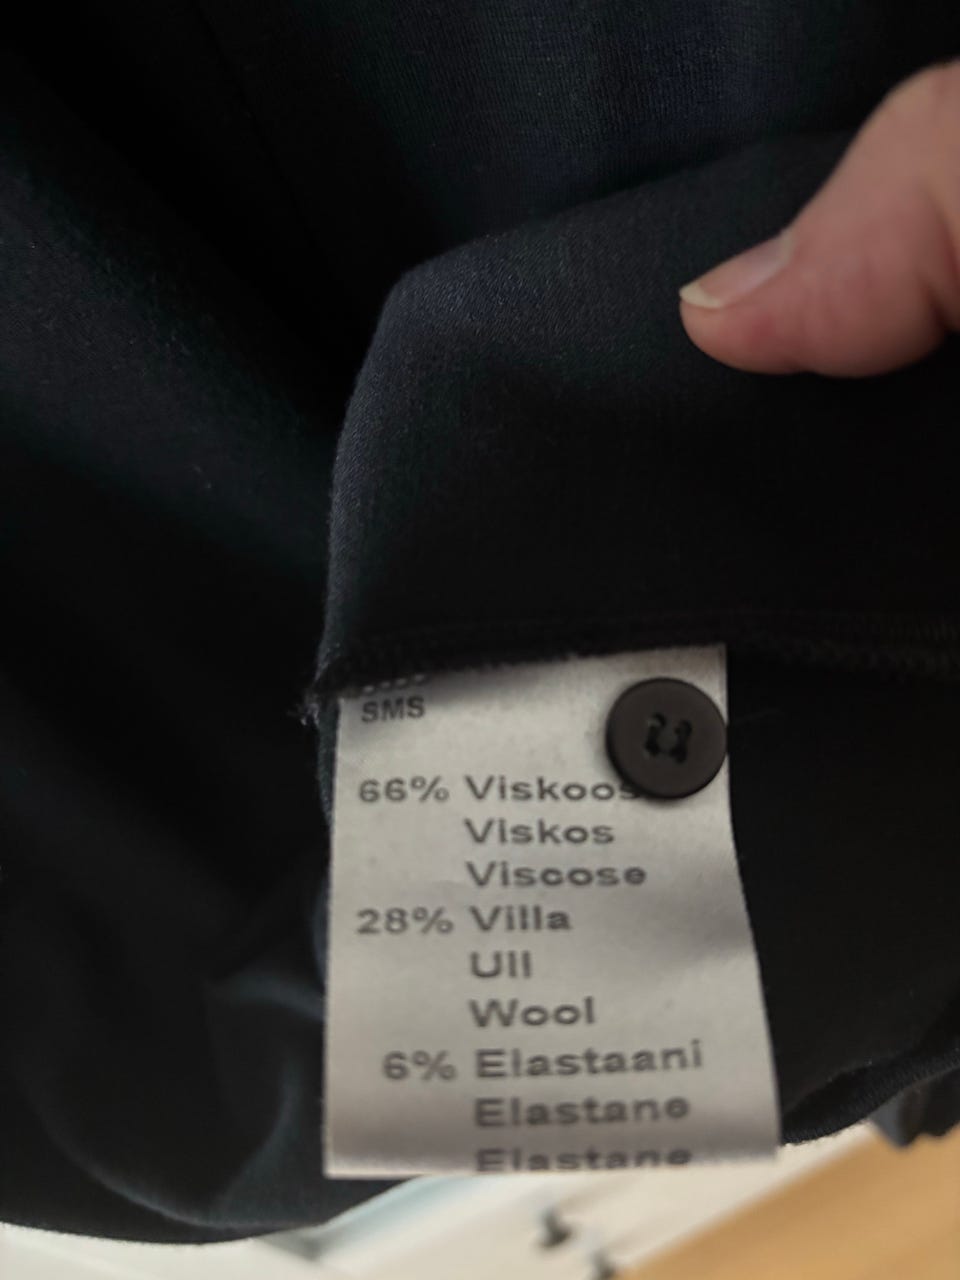 SMS
66% Viskoos
Viskos
Viscose
28% Villa
Ull
Wool
6% Elastaani
Elastane
Elastane